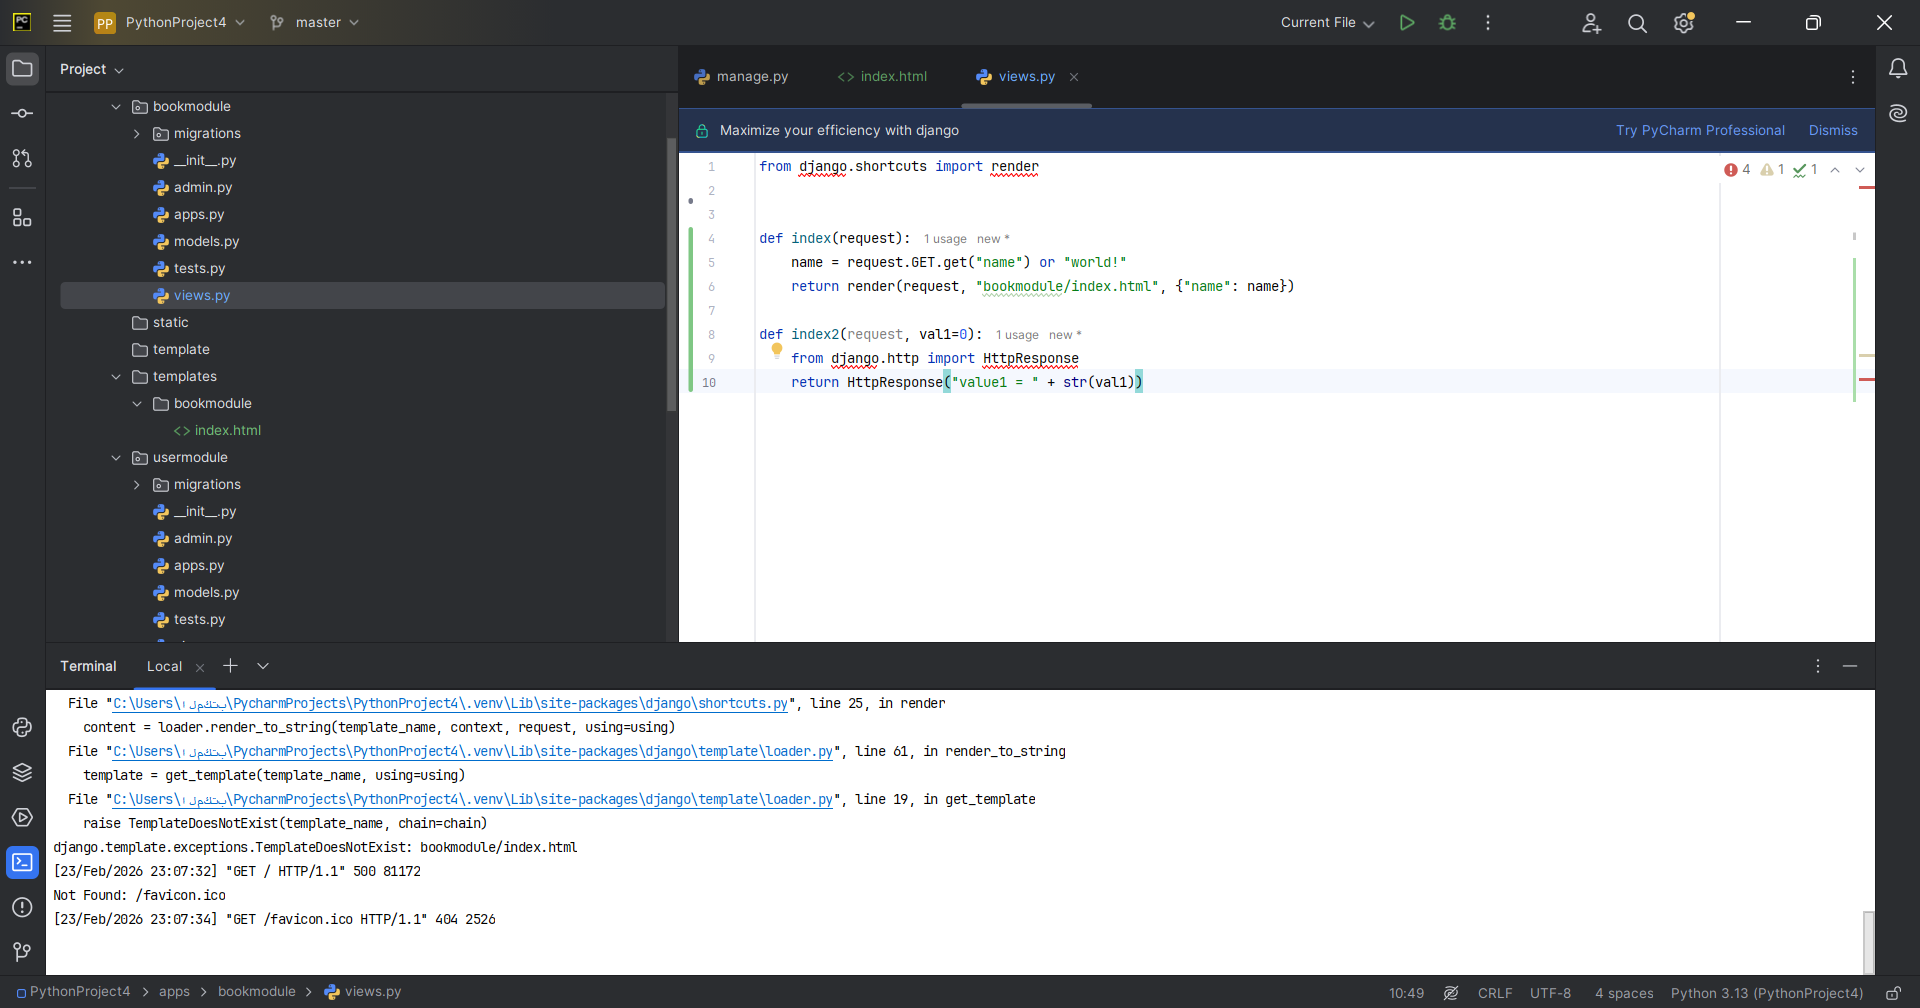 PC
PP PythonProject4
master
Current File
Project
bookmodule
migrations
__init__.py
admin.py
apps.py
models.py
tests.py
views.py
static
template
templates
bookmodule
<> index.html
usermodule
migrations
__init__.py
admin.py
apps.py
models.py
tests.py
manage.py
<> index.html
views.py
Maximize your efficiency with django
Try PyCharm Professional
Dismiss
4 1 1
1 from django.shortcuts import render
2
3
4 def index(request): 1 usage new *
5 name = request.GET.get("name") or "world!"
6 return render(request, "bookmodule/index.html", {"name": name})
7
8 def index2(request, val1=0): 1 usage new *
9 from django.http import HttpResponse
10 return HttpResponse("value1 = " + str(val1))
Terminal
Local
File "C:\Users\المكتب\PycharmProjects\PythonProject4\.venv\Lib\site-packages\django\shortcuts.py", line 25, in render
content = loader.render_to_string(template_name, context, request, using=using)
File "C:\Users\المكتب\PycharmProjects\PythonProject4\.venv\Lib\site-packages\django\template\loader.py", line 61, in render_to_string
template = get_template(template_name, using=using)
File "C:\Users\المكتب\PycharmProjects\PythonProject4\.venv\Lib\site-packages\django\template\loader.py", line 19, in get_template
raise TemplateDoesNotExist(template_name, chain=chain)
django.template.exceptions.TemplateDoesNotExist: bookmodule/index.html
[23/Feb/2026 23:07:32] "GET / HTTP/1.1" 500 81172
Not Found: /favicon.ico
[23/Feb/2026 23:07:34] "GET /favicon.ico HTTP/1.1" 404 2526
PythonProject4 > apps > bookmodule > views.py
10:49
CRLF
UTF-8
4 spaces
Python 3.13 (PythonProject4)